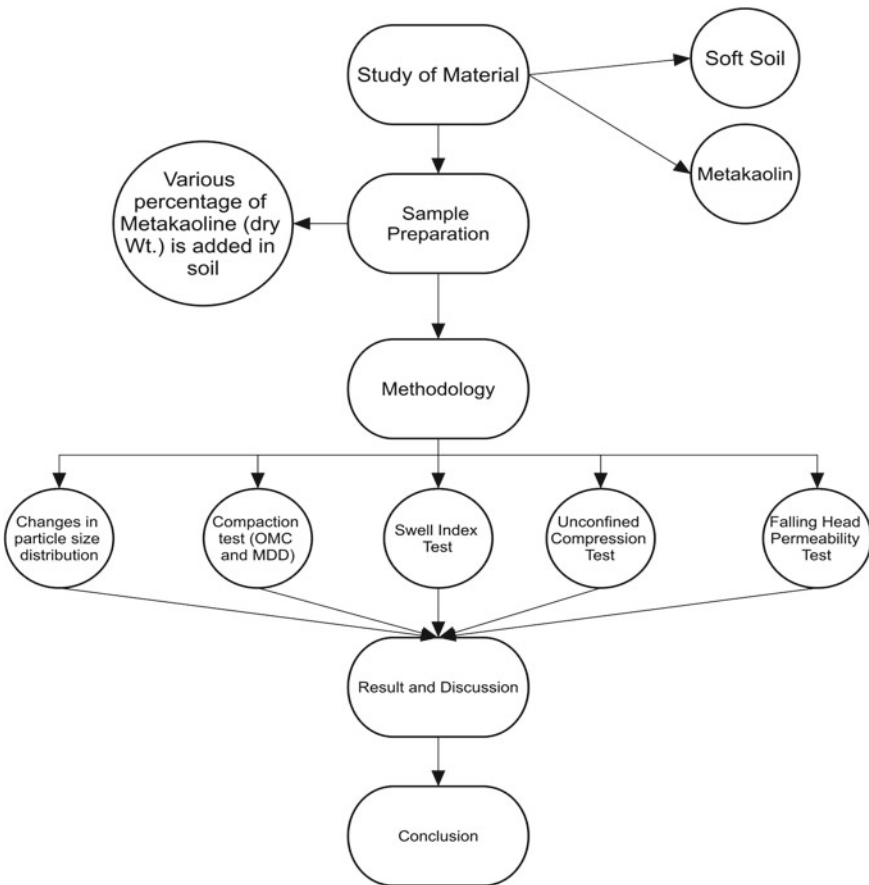 Soft Soil
Study of Material
Metakaolin
Various
percentage of
Metakaoline (dry
Wt.) is added in
soil
Sample
Preparation
Methodology
Changes in
particle size
distribution
Compaction
test (OMC
and MDD)
Swell Index
Test
Unconfined
Compression
Test
Falling Head
Permeability
Test
Result and Discussion
Conclusion